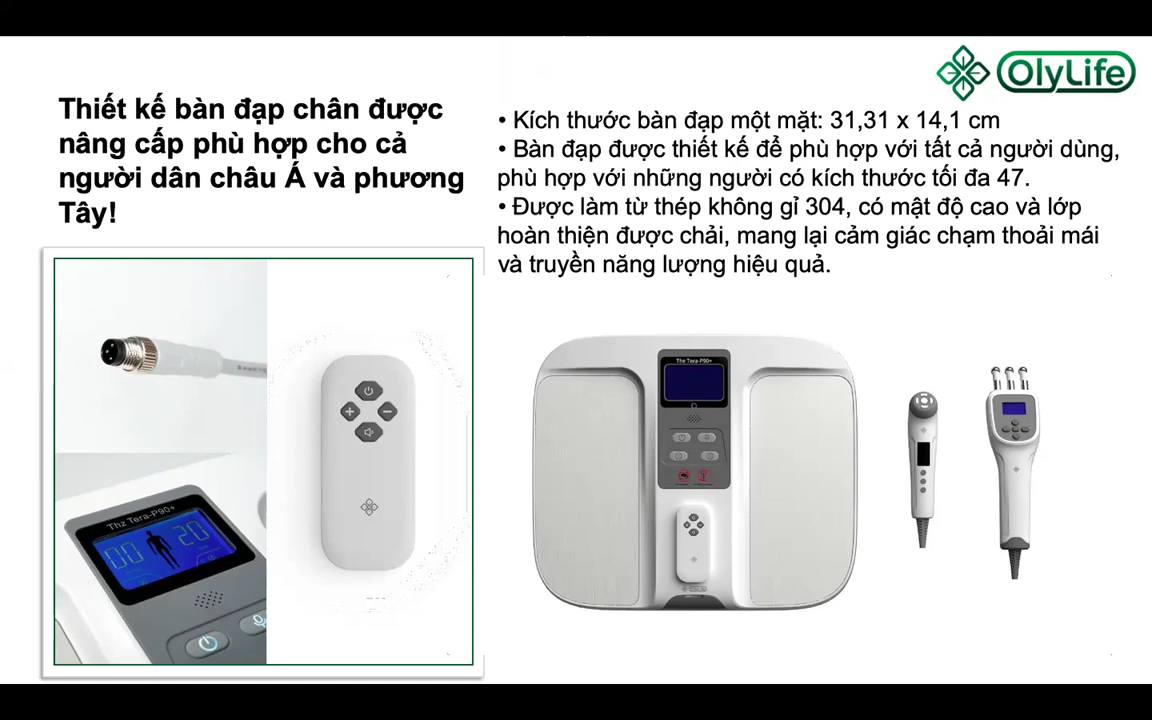 OlyLife
Thiết kế bàn đạp chân được
nâng cấp phù hợp cho cả
người dân châu Á và phương
Tây!
• Kích thước bàn đạp một mặt: 31,31 x 14,1 cm
• Bàn đạp được thiết kế để phù hợp với tất cả người dùng,
phù hợp với những người có kích thước tối đa 47.
• Được làm từ thép không gỉ 304, có mật độ cao và lớp
hoàn thiện được chải, mang lại cảm giác chạm thoải mái
và truyền năng lượng hiệu quả.
Thz Tera-P90+
00 20
Thz Tera-P90+